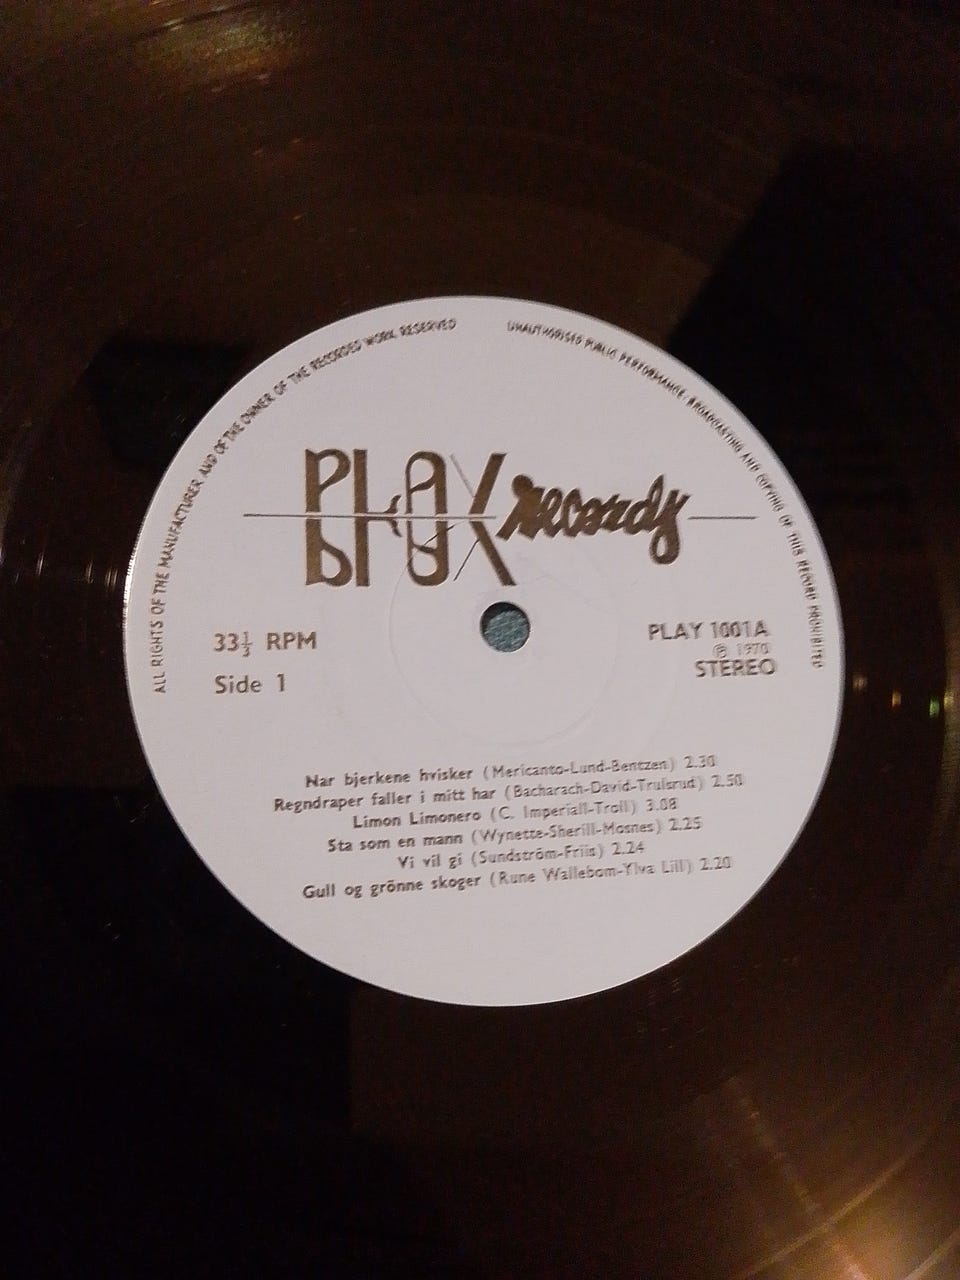 ALL RIGHTS OF THE MANUFACTURER AND OF THE OWNER OF THE RECORDED WORK RESERVED
UNAUTHORISED PUBLIC PERFORMANCE BROADCASTING AND COPYING OF THIS RECORD PROHIBITED
PLAY records
33⅓ RPM
Side 1
PLAY 1001A
℗ 1970
STEREO
Nar bjerkene hvisker (Mericanto-Lund-Bentzen) 2.30
Regndraper faller i mitt har (Bacharach-David-Trulsrud) 2.50
Limon Limonero (C. Imperiall-Troll) 3.08
Sta som en mann (Wynette-Sherill-Mosnes) 2.25
Vi vil gi (Sundström-Friis) 2.24
Gull og grönne skoger (Rune Wallebom-Ylva Lill) 2.20